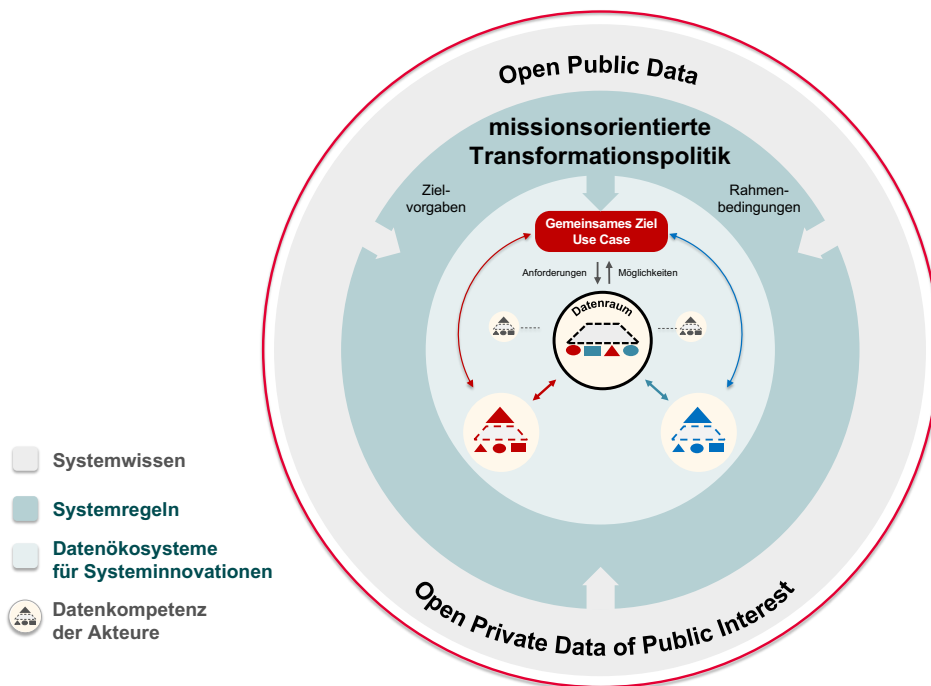 Open Public Data
missionsorientierte
Transformationspolitik
Ziel-
vorgaben
Rahmen-
bedingungen
Gemeinsames Ziel
Use Case
Anforderungen
Möglichkeiten
Datenraum
Systemwissen
Systemregeln
Datenökosysteme
für Systeminnovationen
Datenkompetenz
der Akteure
Open Private Data of Public Interest